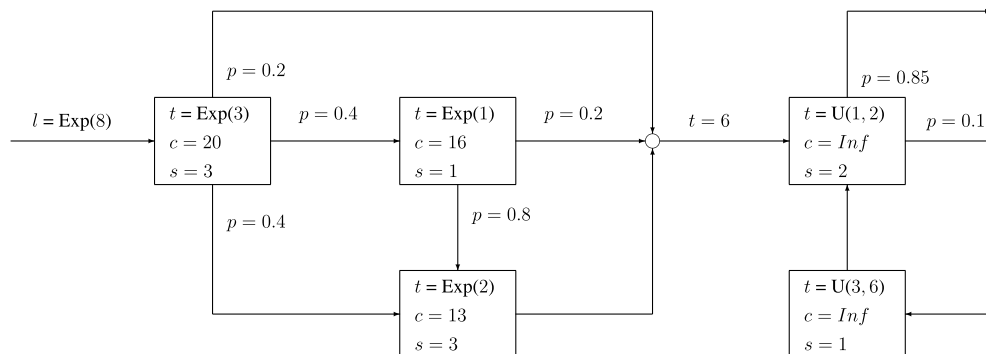 p = 0.2
p = 0.85
l = Exp(8)
t = Exp(3)
c = 20
s = 3
p = 0.4
t = Exp(1)
c = 16
s = 1
p = 0.2
t = 6
t = U(1, 2)
c = Inf
s = 2
p = 0.1
p = 0.4
p = 0.8
t = Exp(2)
c = 13
s = 3
t = U(3, 6)
c = Inf
s = 1